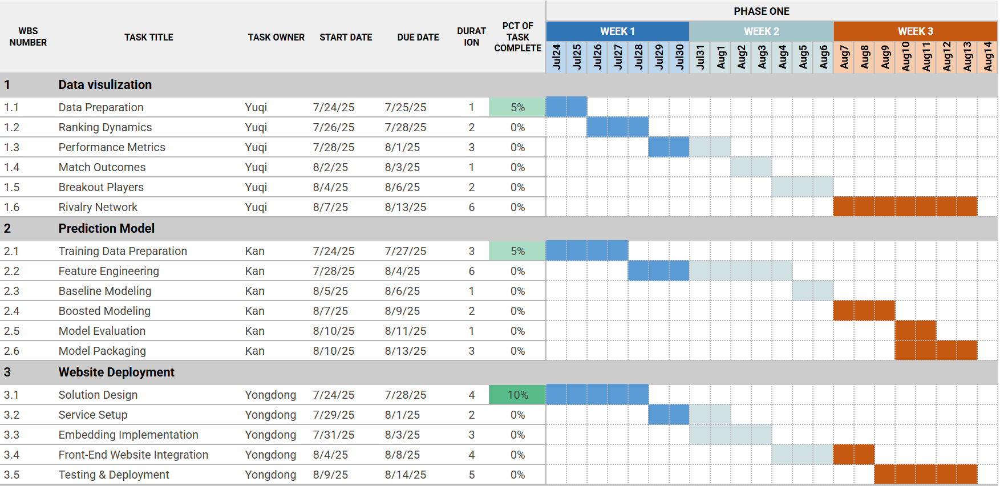 PHASE ONE
WBS NUMBER TASK TITLE TASK OWNER START DATE DUE DATE DURAT ION PCT OF TASK COMPLETE WEEK 1 WEEK 2 WEEK 3
Jul24 Jul25 Jul26 Jul27 Jul28 Jul29 Jul30 Jul31 Aug1 Aug2 Aug3 Aug4 Aug5 Aug6 Aug7 Aug8 Aug9 Aug10 Aug11 Aug12 Aug13 Aug14
1 Data visulization
1.1 Data Preparation Yuqi 7/24/25 7/25/25 1 5%
1.2 Ranking Dynamics Yuqi 7/26/25 7/28/25 2 0%
1.3 Performance Metrics Yuqi 7/28/25 8/1/25 3 0%
1.4 Match Outcomes Yuqi 8/2/25 8/3/25 1 0%
1.5 Breakout Players Yuqi 8/4/25 8/6/25 2 0%
1.6 Rivalry Network Yuqi 8/7/25 8/13/25 6 0%
2 Prediction Model
2.1 Training Data Preparation Kan 7/24/25 7/27/25 3 5%
2.2 Feature Engineering Kan 7/28/25 8/4/25 6 0%
2.3 Baseline Modeling Kan 8/5/25 8/6/25 1 0%
2.4 Boosted Modeling Kan 8/7/25 8/9/25 2 0%
2.5 Model Evaluation Kan 8/10/25 8/11/25 1 0%
2.6 Model Packaging Kan 8/10/25 8/13/25 3 0%
3 Website Deployment
3.1 Solution Design Yongdong 7/24/25 7/28/25 4 10%
3.2 Service Setup Yongdong 7/29/25 8/1/25 2 0%
3.3 Embedding Implementation Yongdong 7/31/25 8/3/25 3 0%
3.4 Front-End Website Integration Yongdong 8/4/25 8/8/25 4 0%
3.5 Testing & Deployment Yongdong 8/9/25 8/14/25 5 0%